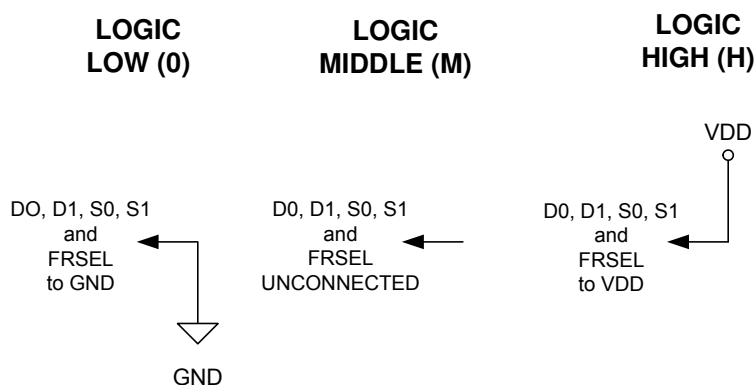 LOGIC
LOW (0)
LOGIC
MIDDLE (M)
LOGIC
HIGH (H)
VDD
DO, D1, S0, S1
and
FRSEL
to GND
D0, D1, S0, S1
and
FRSEL
UNCONNECTED
D0, D1, S0, S1
and
FRSEL
to VDD
GND